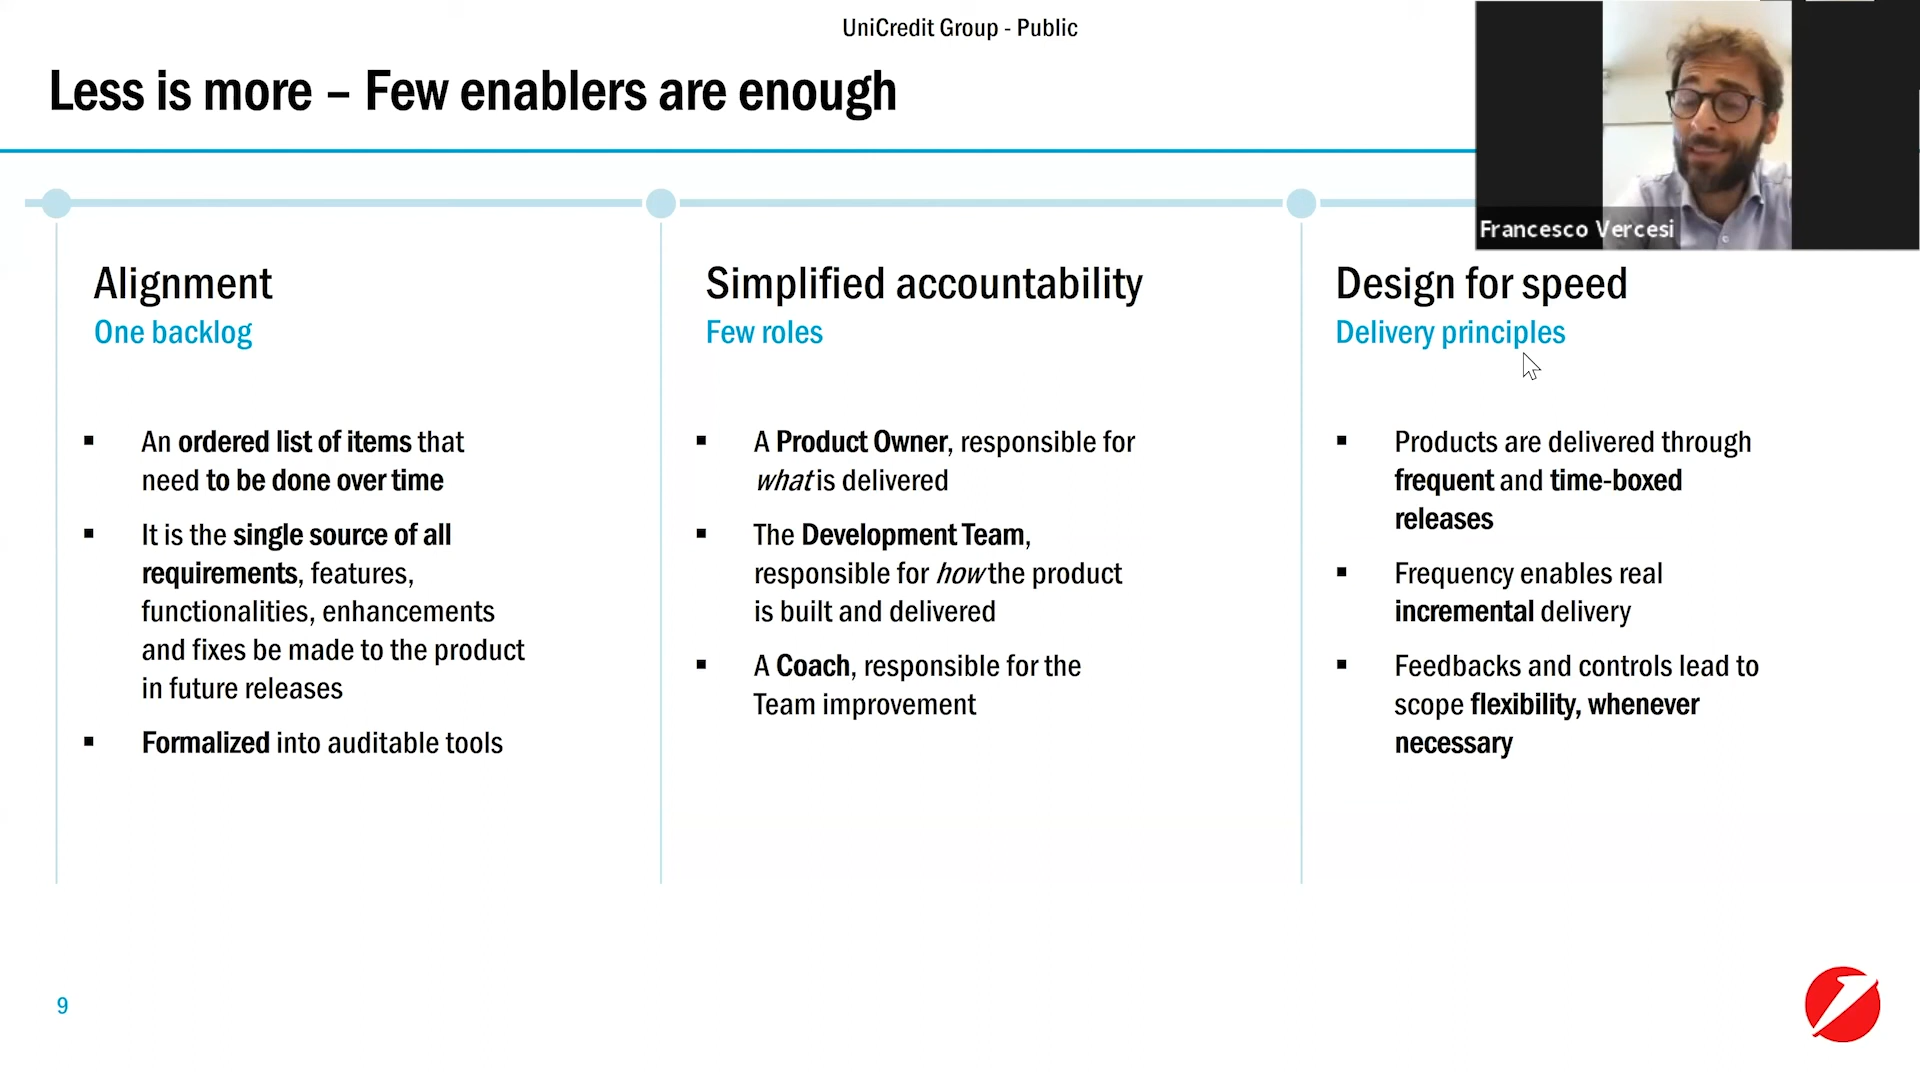 UniCredit Group - Public
Less is more – Few enablers are enough
Francesco Vercesi
Alignment
One backlog
▪ An ordered list of items that
need to be done over time
▪ It is the single source of all
requirements, features,
functionalities, enhancements
and fixes be made to the product
in future releases
▪ Formalized into auditable tools
Simplified accountability
Few roles
▪ A Product Owner, responsible for
what is delivered
▪ The Development Team,
responsible for how the product
is built and delivered
▪ A Coach, responsible for the
Team improvement
Design for speed
Delivery principles
▪ Products are delivered through
frequent and time-boxed
releases
▪ Frequency enables real
incremental delivery
▪ Feedbacks and controls lead to
scope flexibility, whenever
necessary
9